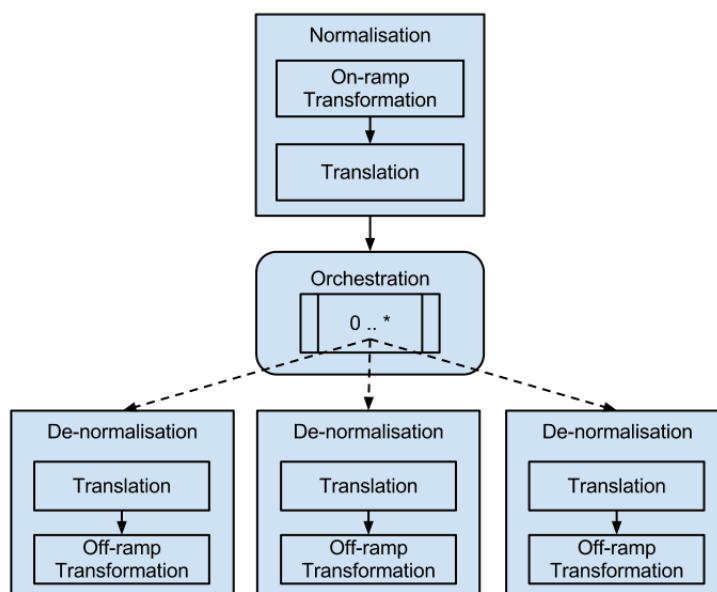 Normalisation
On-ramp
Transformation
Translation
Orchestration
0 .. *
De-normalisation
Translation
Off-ramp
Transformation
De-normalisation
Translation
Off-ramp
Transformation
De-normalisation
Translation
Off-ramp
Transformation